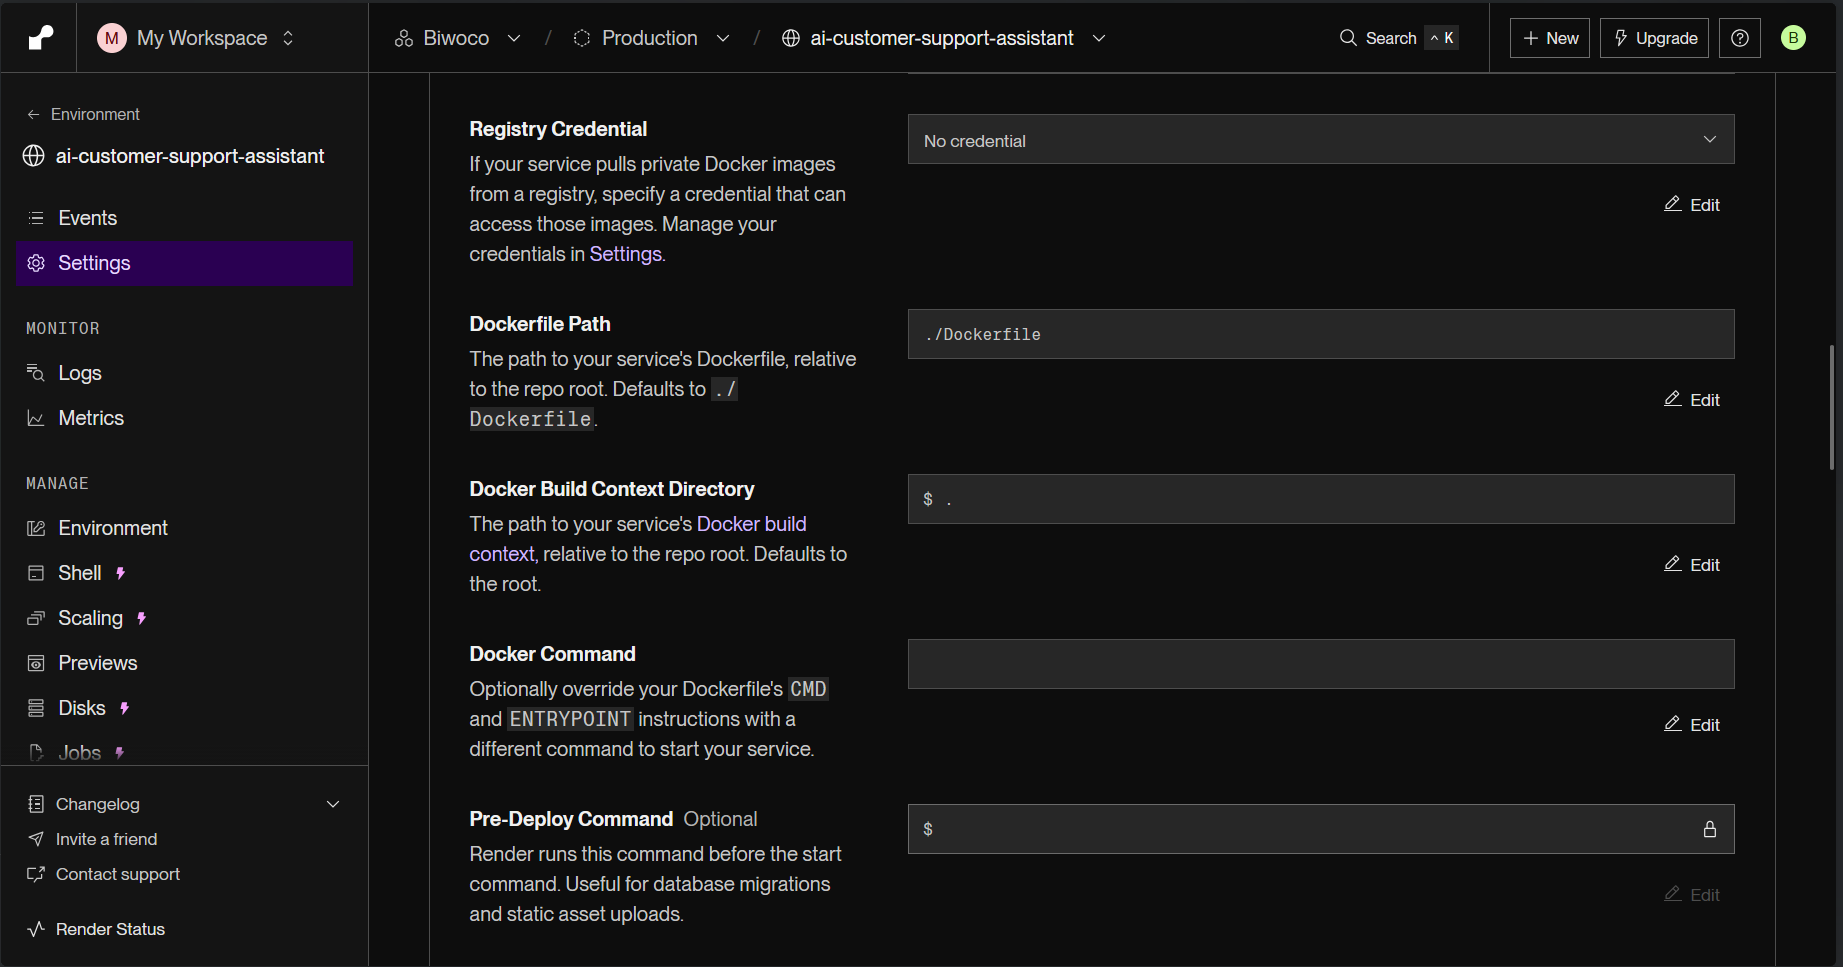 M My Workspace
Biwoco / Production / ai-customer-support-assistant
Search ^ K
+ New
Upgrade
B
← Environment
ai-customer-support-assistant
Events
Settings
MONITOR
Logs
Metrics
MANAGE
Environment
Shell
Scaling
Previews
Disks
Jobs
Changelog
Invite a friend
Contact support
Render Status
Registry Credential
If your service pulls private Docker images
from a registry, specify a credential that can
access those images. Manage your
credentials in Settings.
No credential
Edit
Dockerfile Path
The path to your service's Dockerfile, relative
to the repo root. Defaults to ./
Dockerfile.
./Dockerfile
Edit
Docker Build Context Directory
The path to your service's Docker build
context, relative to the repo root. Defaults to
the root.
$ .
Edit
Docker Command
Optionally override your Dockerfile's CMD
and ENTRYPOINT instructions with a
different command to start your service.
Edit
Pre-Deploy Command Optional
Render runs this command before the start
command. Useful for database migrations
and static asset uploads.
$
Edit